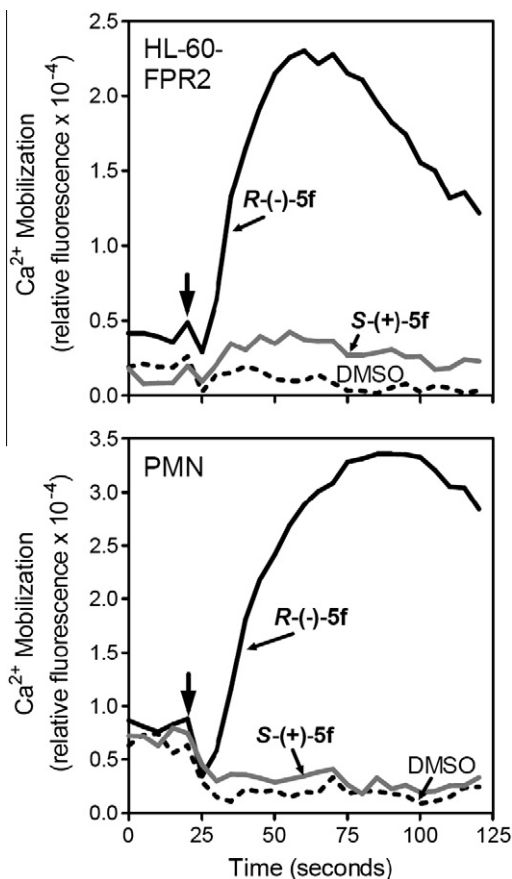 Ca²⁺ Mobilization
(relative fluorescence x 10⁻⁴)
2.5
2.0
1.5
1.0
0.5
0.0
HL-60-
FPR2
R-(-)-5f
S-(+)-5f
DMSO
Ca²⁺ Mobilization
(relative fluorescence x 10⁻⁴)
3.5
3.0
2.5
2.0
1.5
1.0
0.5
0.0
PMN
R-(-)-5f
S-(+)-5f
DMSO
0 25 50 75 100 125
Time (seconds)